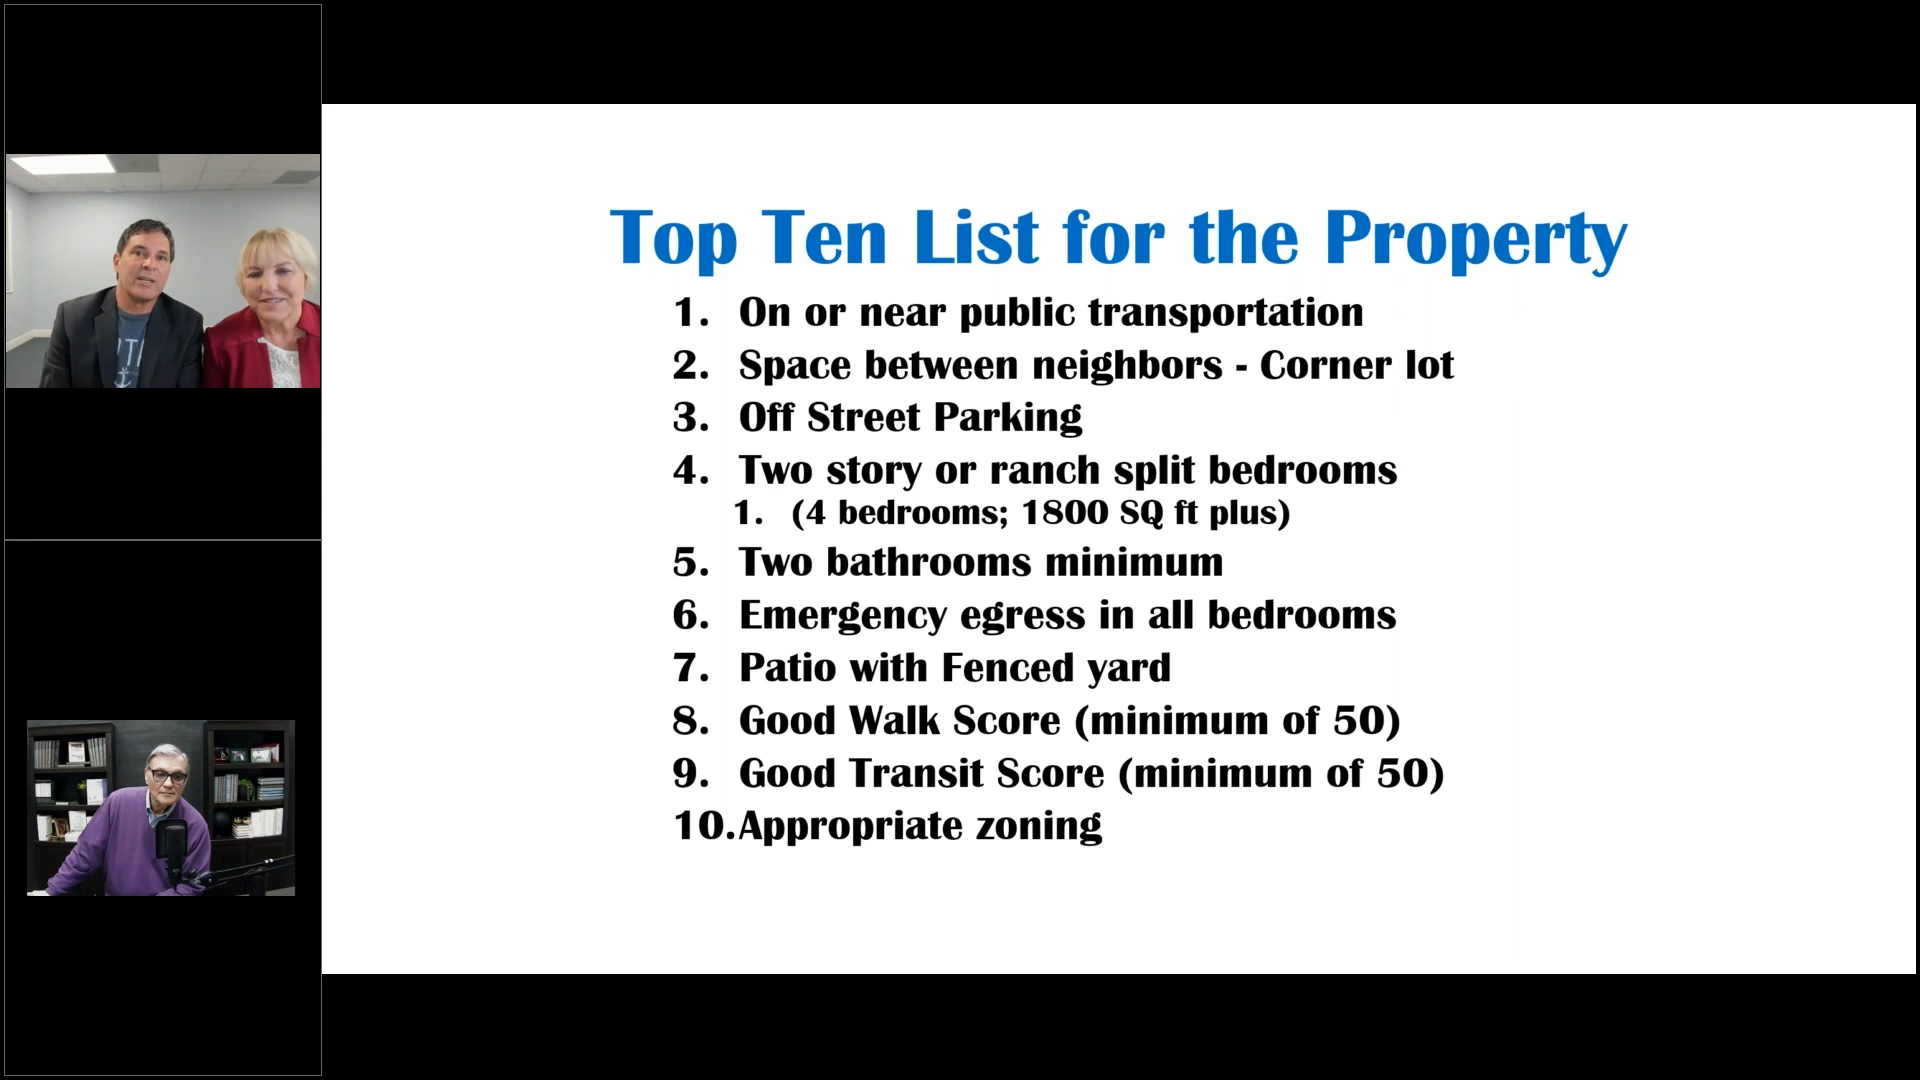 Top Ten List for the Property
1. On or near public transportation
2. Space between neighbors - Corner lot
3. Off Street Parking
4. Two story or ranch split bedrooms
1. (4 bedrooms; 1800 SQ ft plus)
5. Two bathrooms minimum
6. Emergency egress in all bedrooms
7. Patio with Fenced yard
8. Good Walk Score (minimum of 50)
9. Good Transit Score (minimum of 50)
10. Appropriate zoning